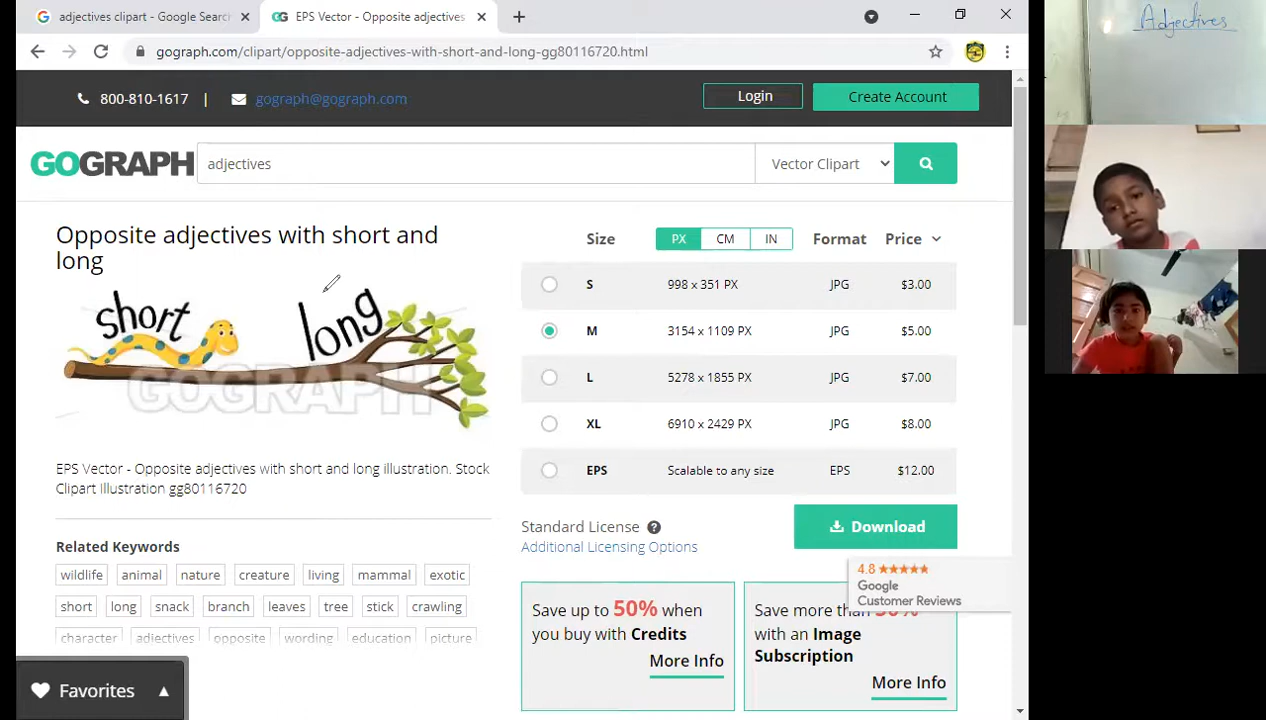 adjectives clipart - Google Searc
EPS Vector - Opposite adjectives
gograph.com/clipart/opposite-adjectives-with-short-and-long-gg80116720.html
800-810-1617 | gograph@gograph.com
Login
Create Account
GOGRAPH
adjectives
Vector Clipart
Opposite adjectives with short and
long
short
long
GOGRAPH
EPS Vector - Opposite adjectives with short and long illustration. Stock
Clipart Illustration gg80116720
Related Keywords
wildlife animal nature creature living mammal exotic
short long snack branch leaves tree stick crawling
character adjectives opposite wording education picture
Favorites
Size PX CM IN Format Price
S 998 x 351 PX JPG $3.00
M 3154 x 1109 PX JPG $5.00
L 5278 x 1855 PX JPG $7.00
XL 6910 x 2429 PX JPG $8.00
EPS Scalable to any size EPS $12.00
Standard License ?
Additional Licensing Options
Download
4.8
Google
Customer Reviews
Save up to 50% when
you buy with Credits
More Info
Save more than
with an Image
Subscription
More Info
Adjectives